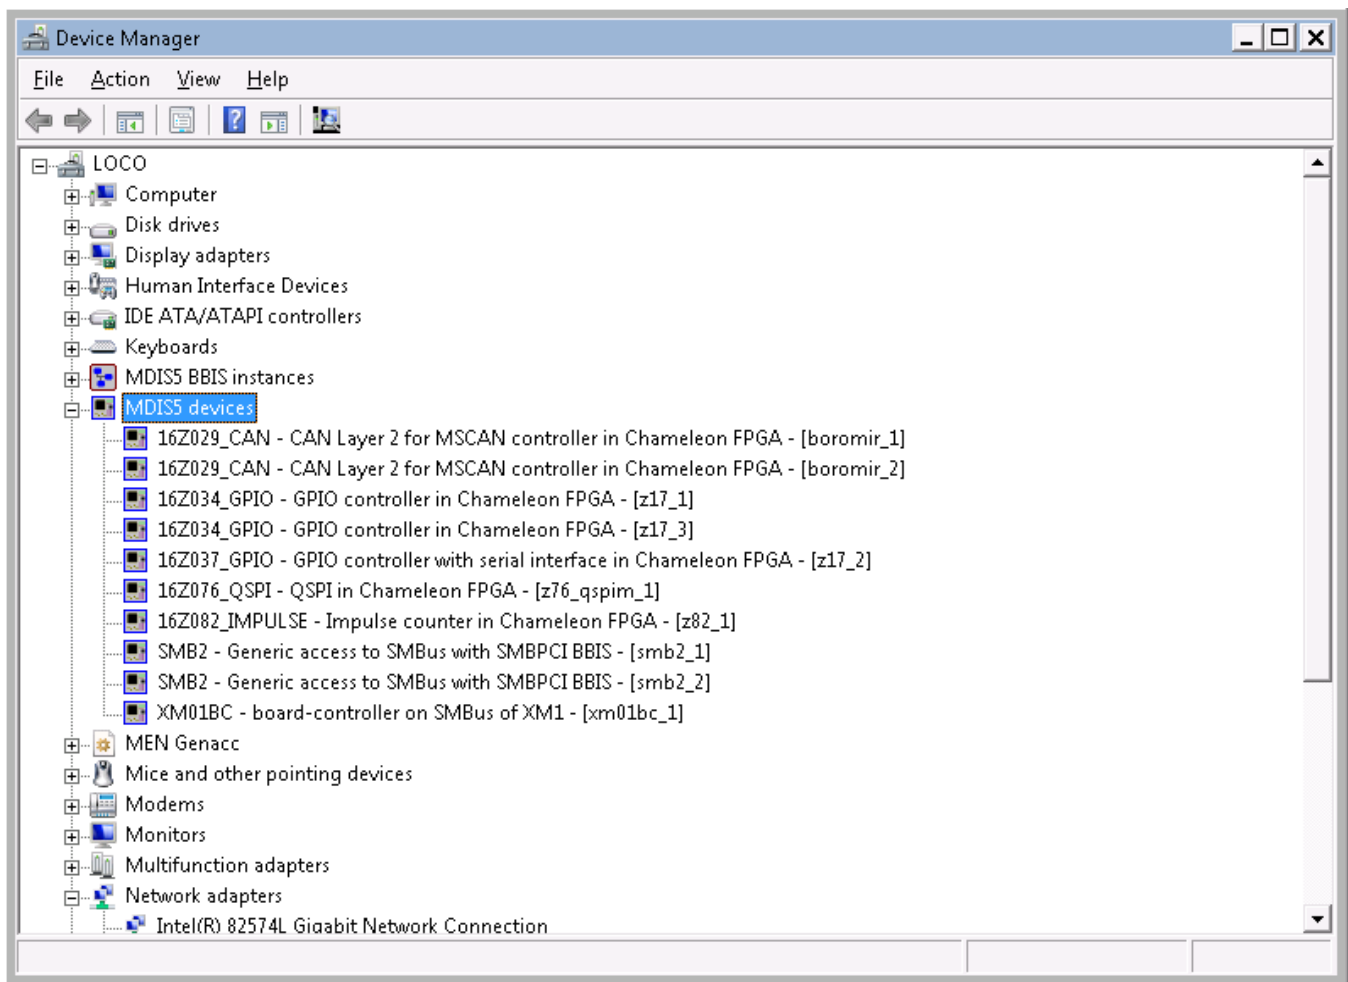 Device Manager
File Action View Help
LOCO
Computer
Disk drives
Display adapters
Human Interface Devices
IDE ATA/ATAPI controllers
Keyboards
MDIS5 BBIS instances
MDIS5 devices
16Z029_CAN - CAN Layer 2 for MSCAN controller in Chameleon FPGA - [boromir_1]
16Z029_CAN - CAN Layer 2 for MSCAN controller in Chameleon FPGA - [boromir_2]
16Z034_GPIO - GPIO controller in Chameleon FPGA - [z17_1]
16Z034_GPIO - GPIO controller in Chameleon FPGA - [z17_3]
16Z037_GPIO - GPIO controller with serial interface in Chameleon FPGA - [z17_2]
16Z076_QSPI - QSPI in Chameleon FPGA - [z76_qspim_1]
16Z082_IMPULSE - Impulse counter in Chameleon FPGA - [z82_1]
SMB2 - Generic access to SMBus with SMBPCI BBIS - [smb2_1]
SMB2 - Generic access to SMBus with SMBPCI BBIS - [smb2_2]
XM01BC - board-controller on SMBus of XM1 - [xm01bc_1]
MEN Genacc
Mice and other pointing devices
Modems
Monitors
Multifunction adapters
Network adapters
Intel(R) 82574L Gigabit Network Connection